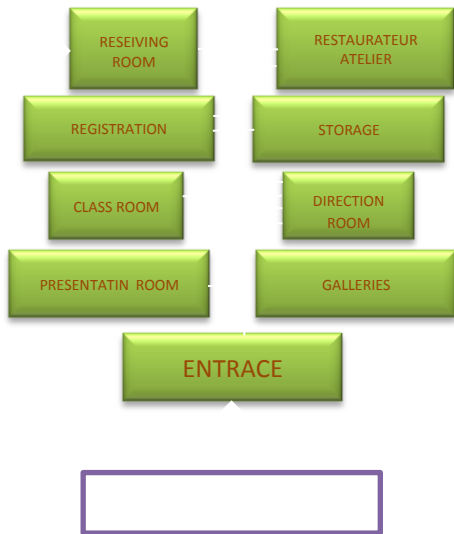 RESEIVING
ROOM
RESTAURATEUR
ATELIER
REGISTRATION
STORAGE
CLASS ROOM
DIRECTION
ROOM
PRESENTATIN ROOM
GALLERIES
ENTRACE